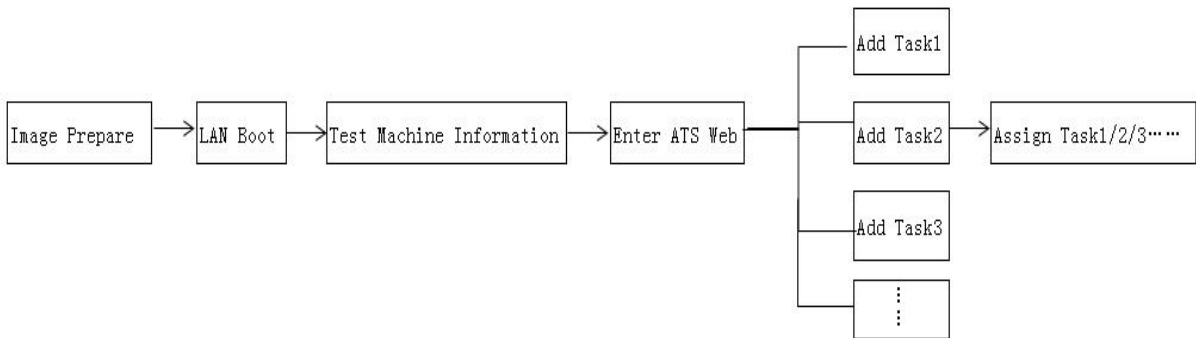 Add Task1
Image Prepare
LAN Boot
Test Machine Information
Enter ATS Web
Add Task2
Assign Task1/2/3⋯⋯
Add Task3
⋮
⋮